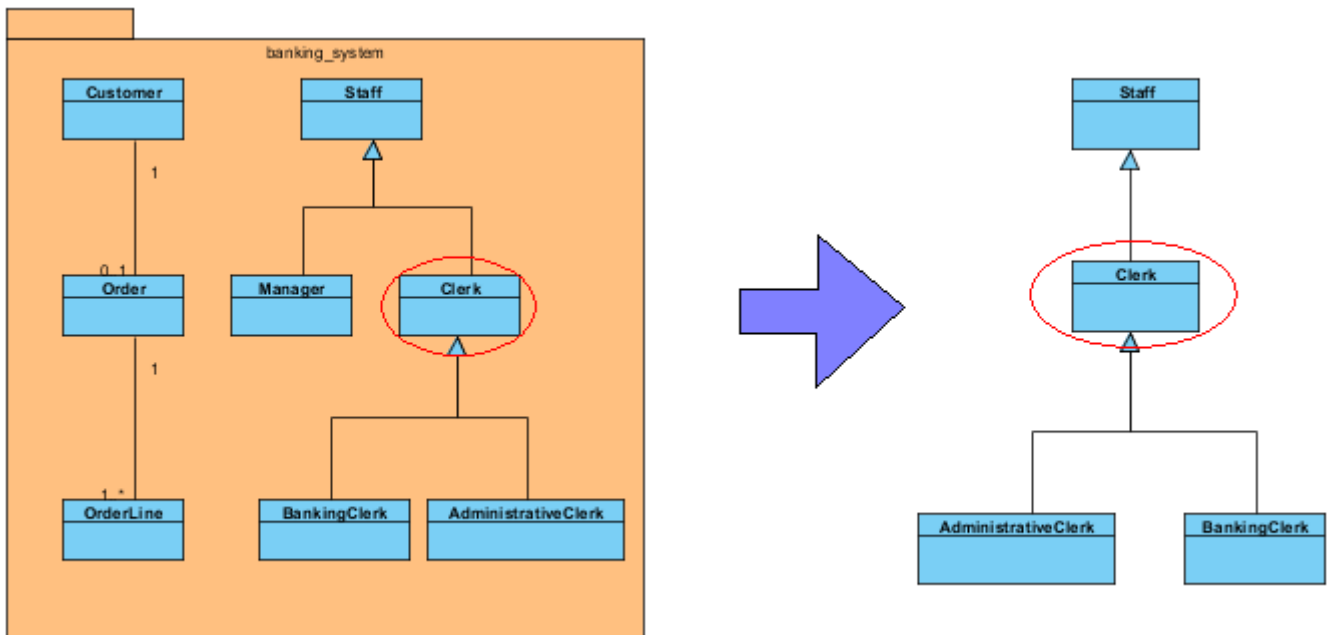 banking_system
Customer
Staff
1
0..1
Order
Manager
Clerk
1
1..*
OrderLine
BankingClerk
AdministrativeClerk
Staff
Clerk
AdministrativeClerk
BankingClerk